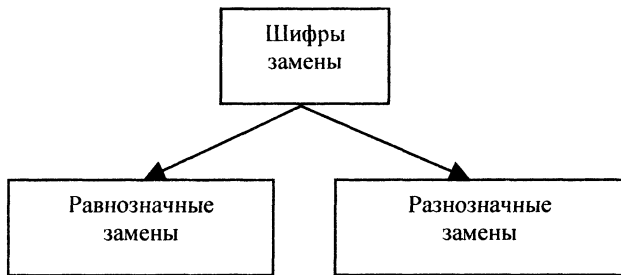 Шифры
замены
Равнозначные
замены
Разнозначные
замены